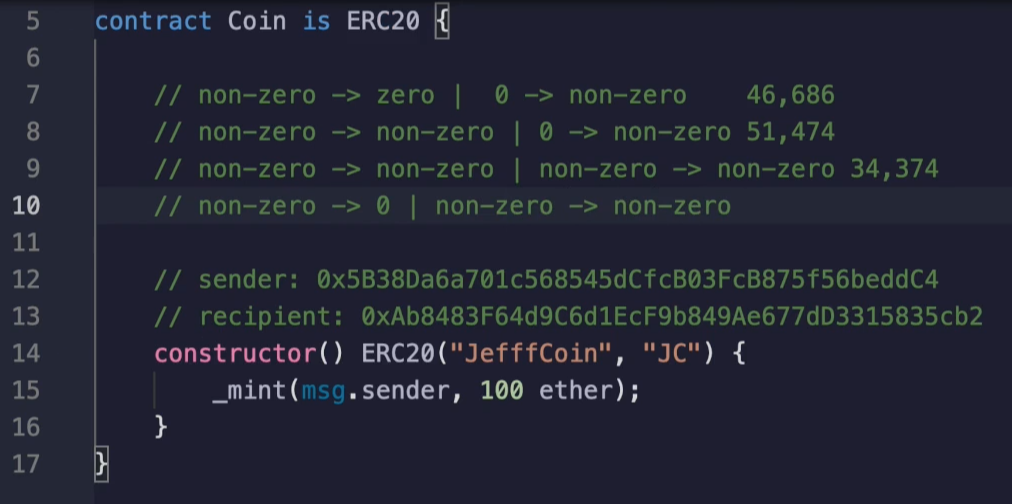 5 contract Coin is ERC20 {
6
7 // non-zero -> zero | 0 -> non-zero 46,686
8 // non-zero -> non-zero | 0 -> non-zero 51,474
9 // non-zero -> non-zero | non-zero -> non-zero 34,374
10 // non-zero -> 0 | non-zero -> non-zero
11
12 // sender: 0x5B38Da6a701c568545dCfcB03FcB875f56beddC4
13 // recipient: 0xAb8483F64d9C6d1EcF9b849Ae677dD3315835cb2
14 constructor() ERC20("JefffCoin", "JC") {
15 _mint(msg.sender, 100 ether);
16 }
17 }